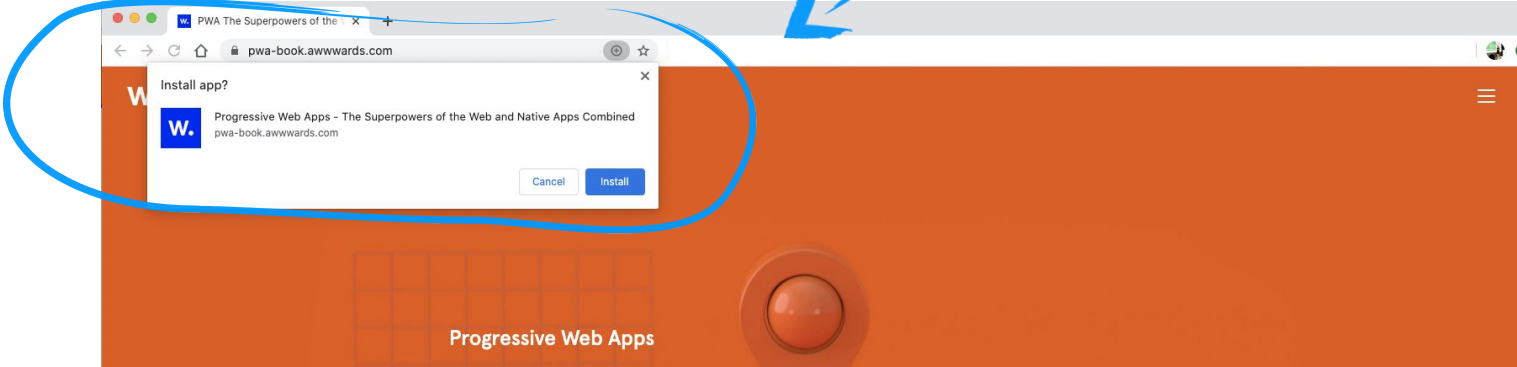 w. PWA The Superpowers of the
pwa-book.awwwards.com
W
Install app?
W. Progressive Web Apps - The Superpowers of the Web and Native Apps Combined
pwa-book.awwwards.com
Cancel Install
Progressive Web Apps